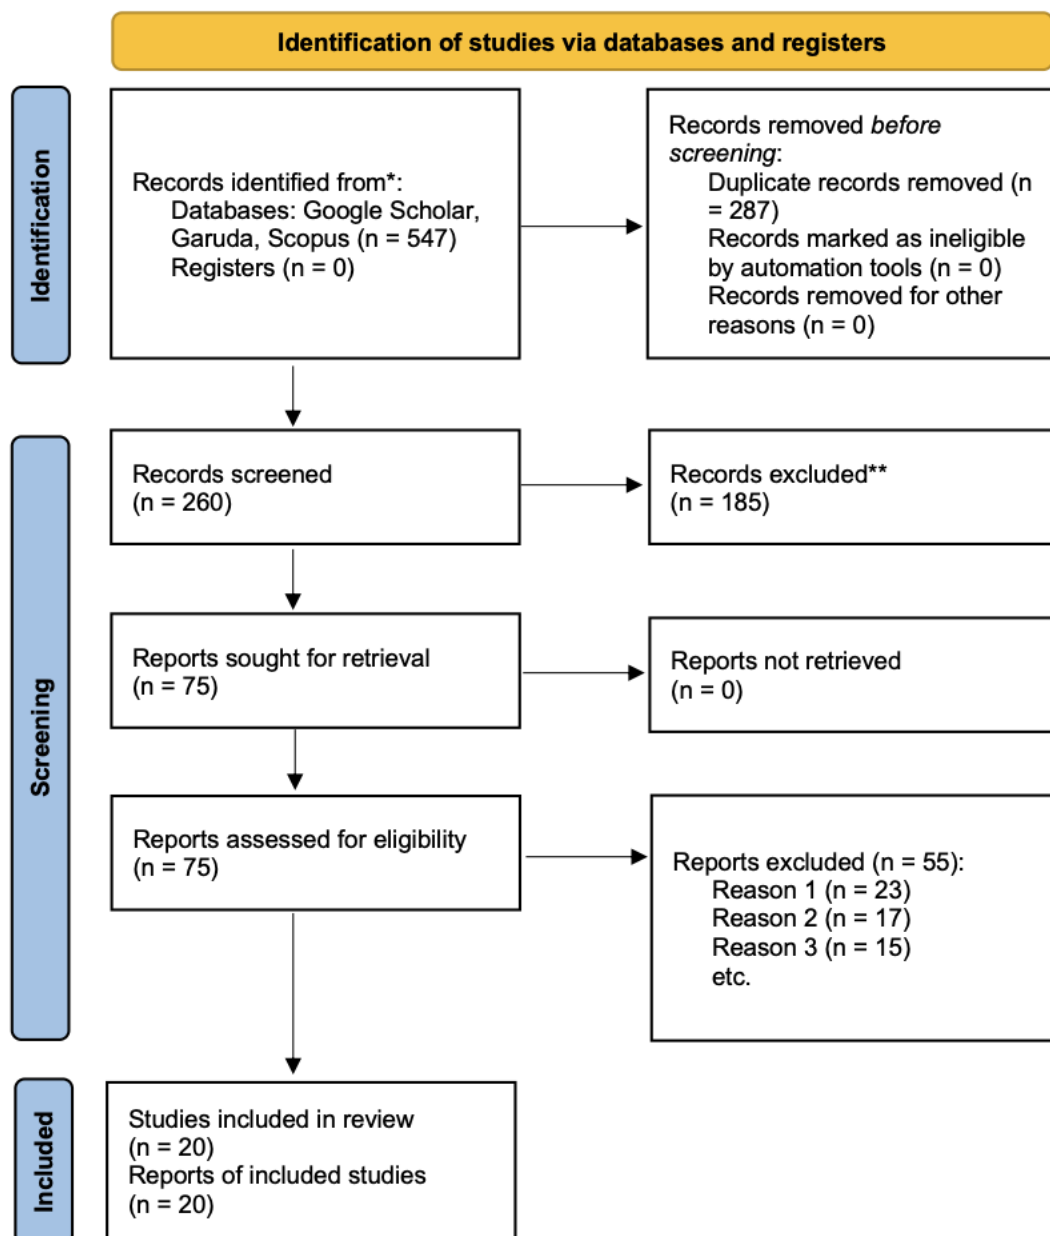 Identification of studies via databases and registers
Identification
Records identified from*:
Databases: Google Scholar,
Garuda, Scopus (n = 547)
Registers (n = 0)
Records removed before
screening:
Duplicate records removed (n
= 287)
Records marked as ineligible
by automation tools (n = 0)
Records removed for other
reasons (n = 0)
Screening
Records screened
(n = 260)
Records excluded**
(n = 185)
Reports sought for retrieval
(n = 75)
Reports not retrieved
(n = 0)
Reports assessed for eligibility
(n = 75)
Reports excluded (n = 55):
Reason 1 (n = 23)
Reason 2 (n = 17)
Reason 3 (n = 15)
etc.
Included
Studies included in review
(n = 20)
Reports of included studies
(n = 20)